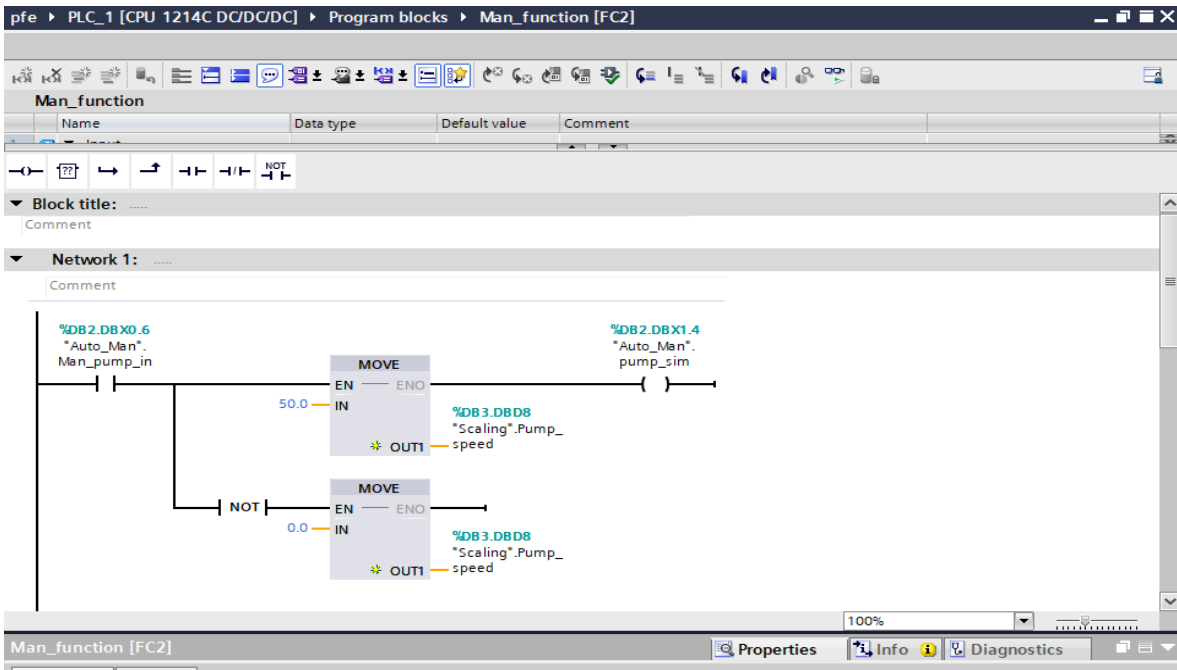 pfe ▸ PLC_1 [CPU 1214C DC/DC/DC] ▸ Program blocks ▸ Man_function [FC2]
Man_function
Name Data type Default value Comment
??
NOT
Block title: .....
Comment
Network 1: .....
Comment
%DB2.DBX0.6
"Auto_Man".
Man_pump_in
%DB2.DBX1.4
"Auto_Man".
pump_sim
MOVE
EN ENO
50.0 IN
%DB3.DBD8
"Scaling".Pump_
OUT1 speed
MOVE
NOT EN ENO
0.0 IN
%DB3.DBD8
"Scaling".Pump_
OUT1 speed
100%
Man_function [FC2] Properties Info Diagnostics